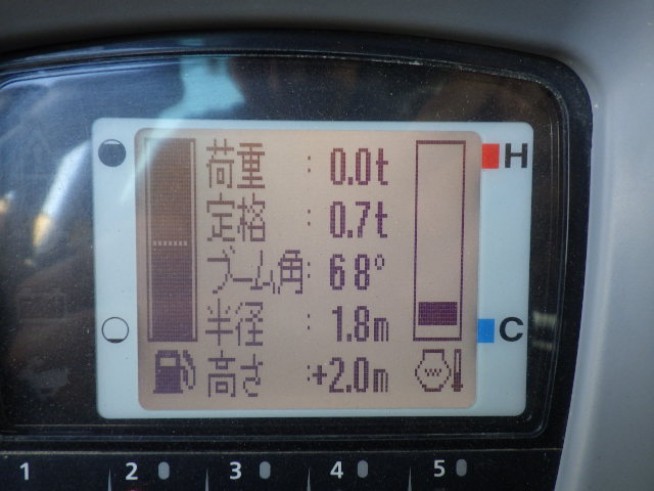 荷重 : 0.0t
定格 : 0.7t
ブーム角: 68°
半径 : 1.8m
高さ :+2.0m
H
C
1 2 3 4 5